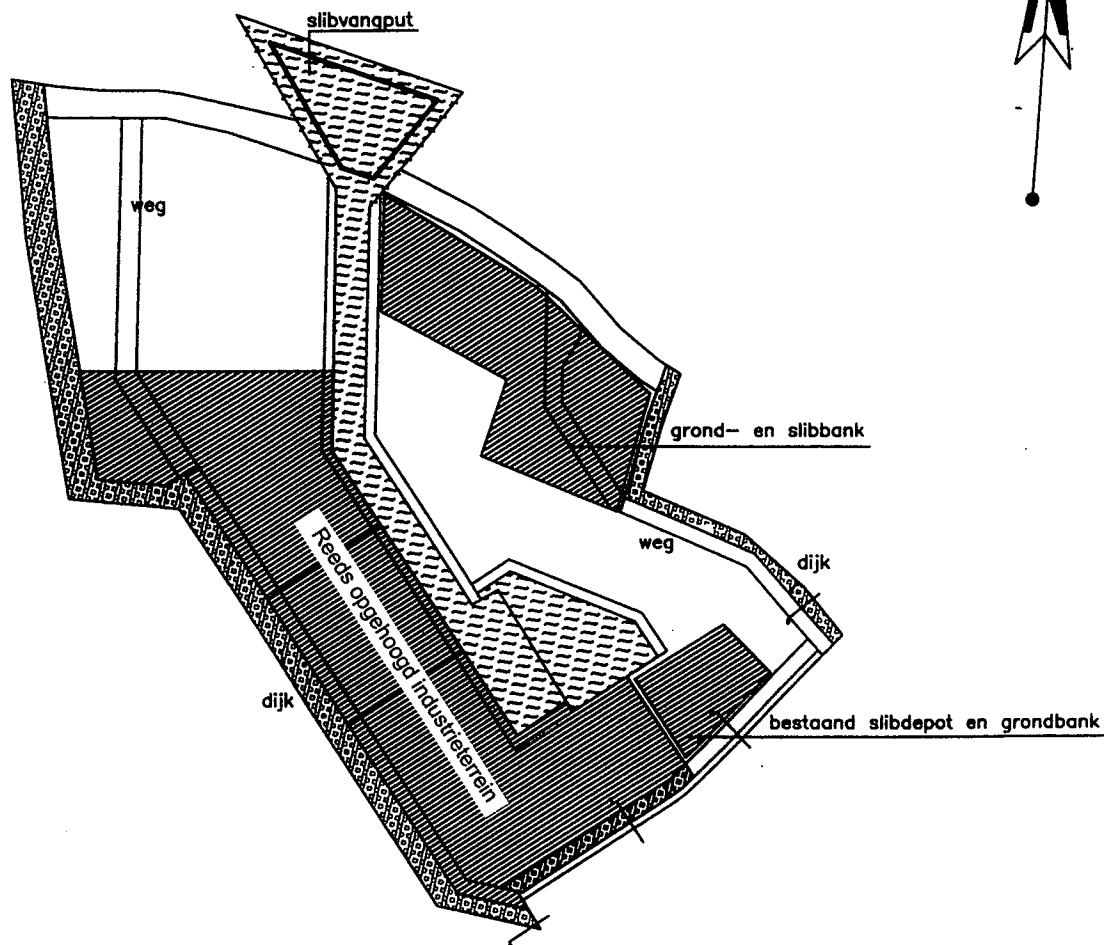 slibvangput
weg
grond- en slibbank
weg
dijk
Reeds opgehoogd industrieterrein
dijk
bestaand slibdepot en grondbank